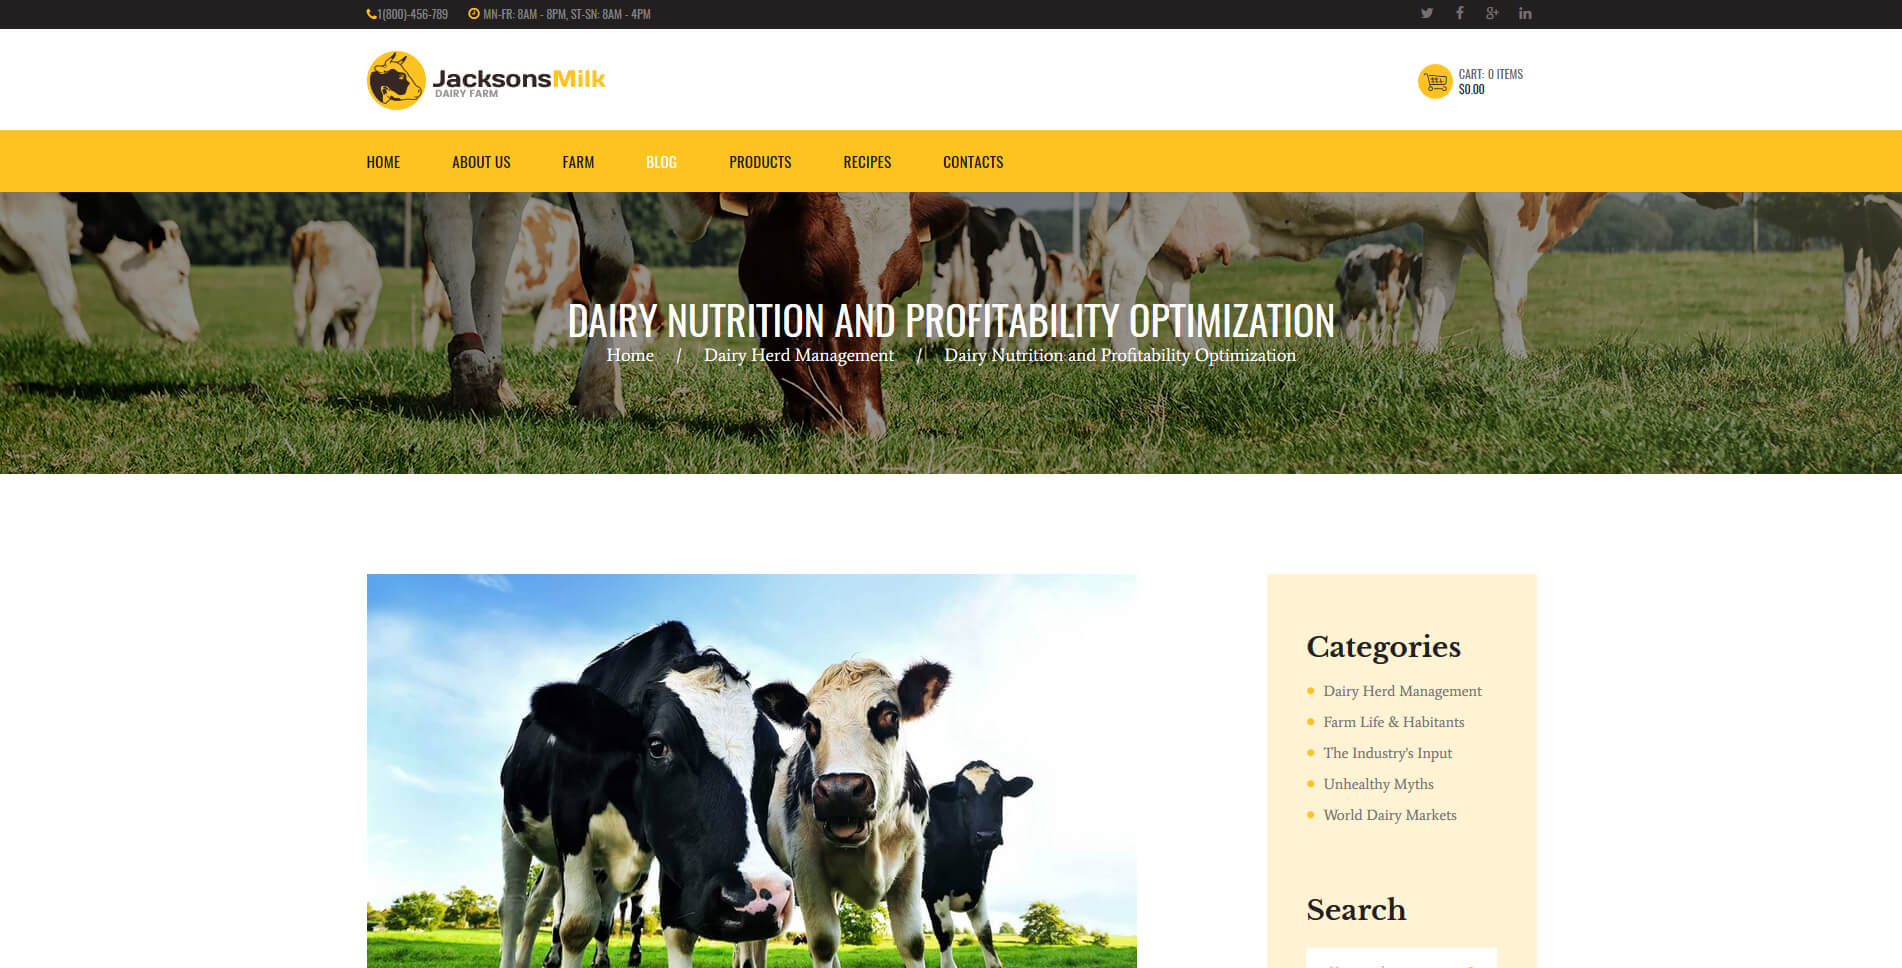 1(800)-456-789 MN-FR: 8AM - 8PM, ST-SN: 8AM - 4PM
JacksonsMilk
DAIRY FARM
CART: 0 ITEMS
$0.00
HOME ABOUT US FARM BLOG PRODUCTS RECIPES CONTACTS
DAIRY NUTRITION AND PROFITABILITY OPTIMIZATION
Home / Dairy Herd Management / Dairy Nutrition and Profitability Optimization
Categories
Dairy Herd Management
Farm Life & Habitants
The Industry's Input
Unhealthy Myths
World Dairy Markets
Search